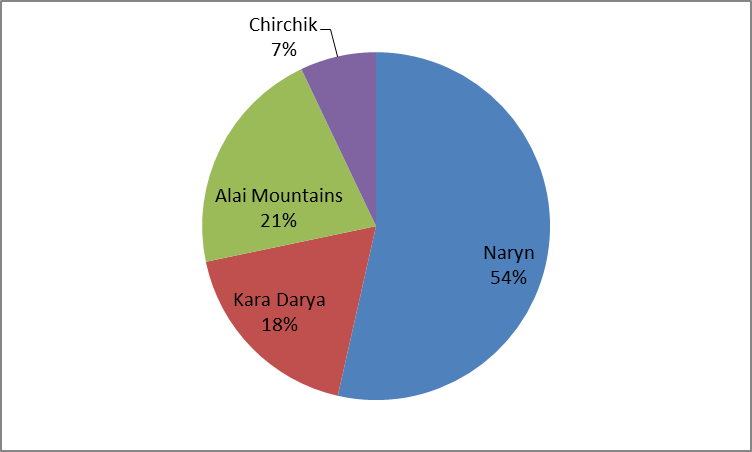 Chirchik
7%
Alai Mountains
21%
Naryn
54%
Kara Darya
18%